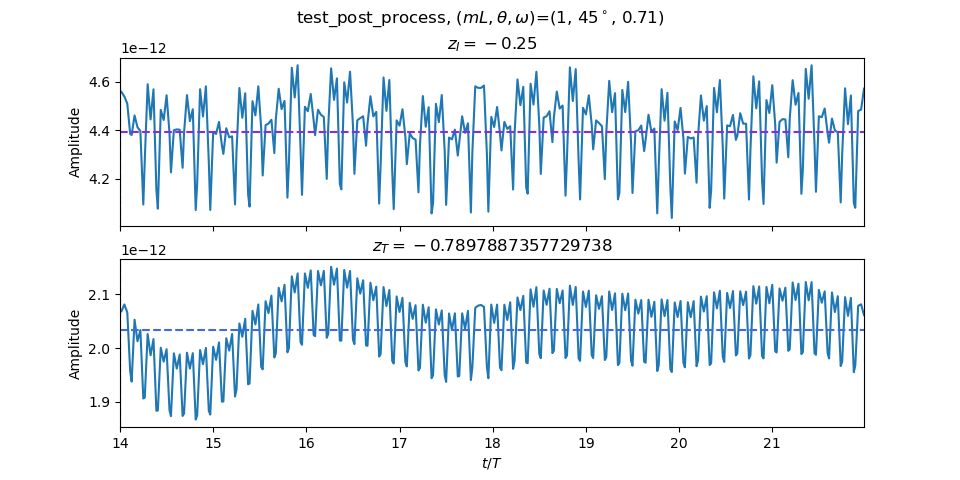 test_post_process, (mL, θ, ω)=(1, 45°, 0.71)
z_I = −0.25
1e−12
4.6
4.4
4.2
Amplitude
z_T = −0.7897887357729738
1e−12
2.1
2.0
1.9
Amplitude
14 15 16 17 18 19 20 21
t/T